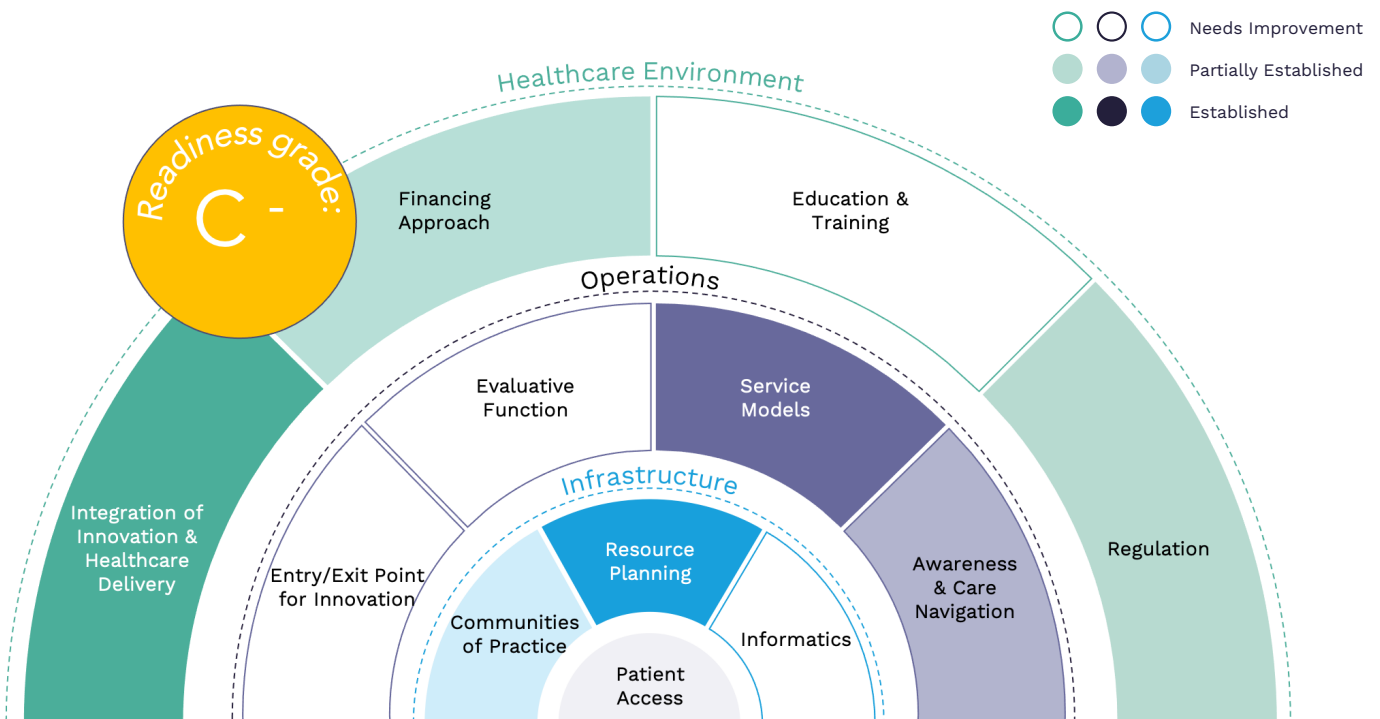 Needs Improvement
Partially Established
Established
Healthcare Environment
Readiness grade:
C -
Financing
Approach
Education &
Training
Operations
Evaluative
Function
Service
Models
Infrastructure
Integration of
Innovation &
Healthcare
Delivery
Entry/Exit Point
for Innovation
Communities
of Practice
Resource
Planning
Informatics
Awareness
& Care
Navigation
Regulation
Patient
Access